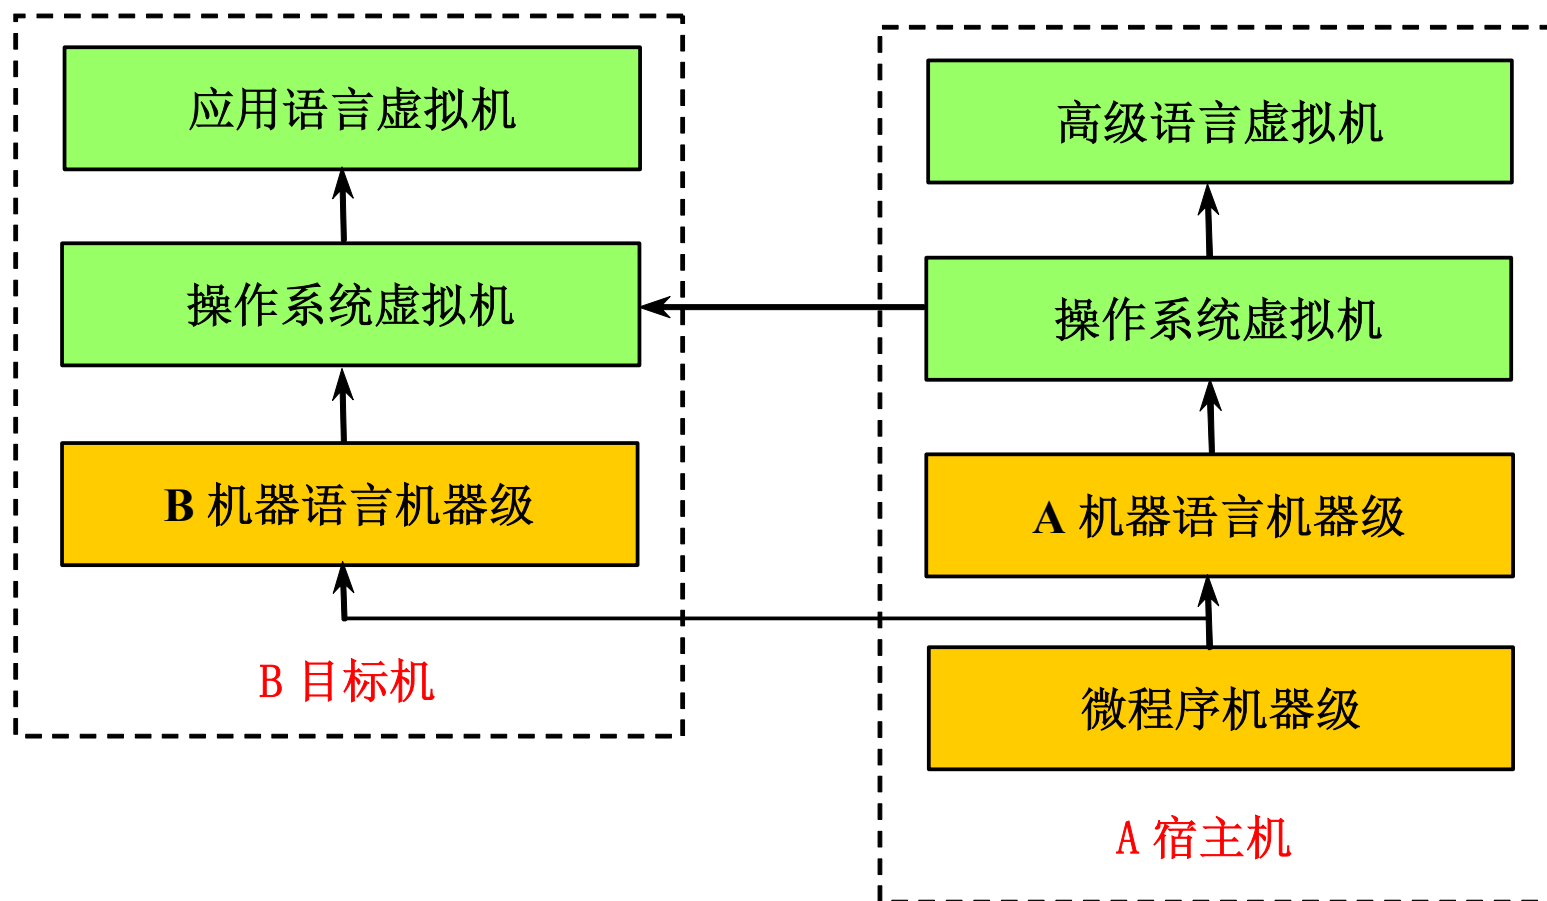 应用语言虚拟机
操作系统虚拟机
B 机器语言机器级
B 目标机
高级语言虚拟机
操作系统虚拟机
A 机器语言机器级
微程序机器级
A 宿主机